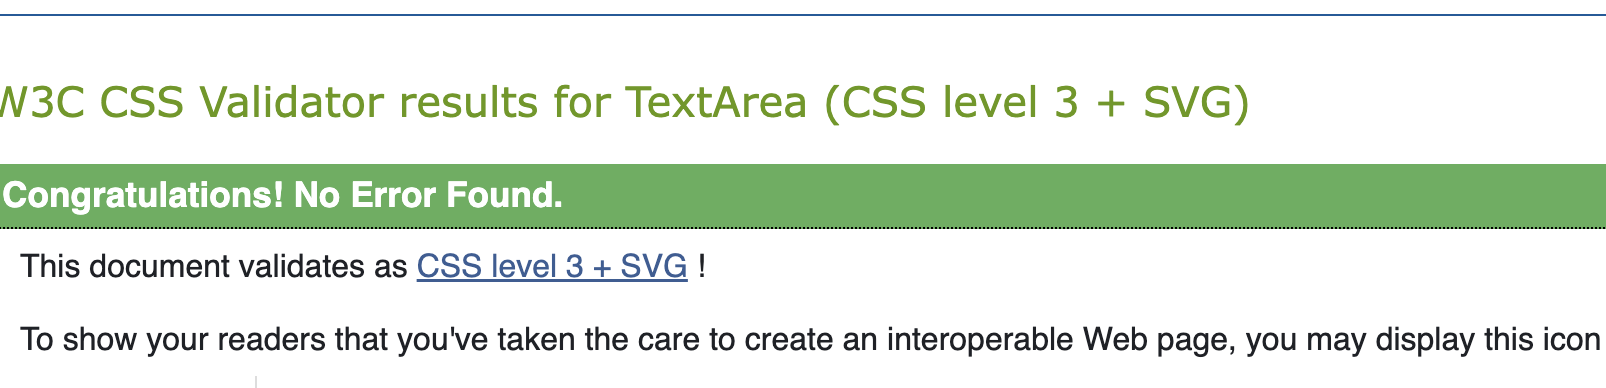 W3C CSS Validator results for TextArea (CSS level 3 + SVG)
Congratulations! No Error Found.
This document validates as CSS level 3 + SVG !
To show your readers that you've taken the care to create an interoperable Web page, you may display this icon